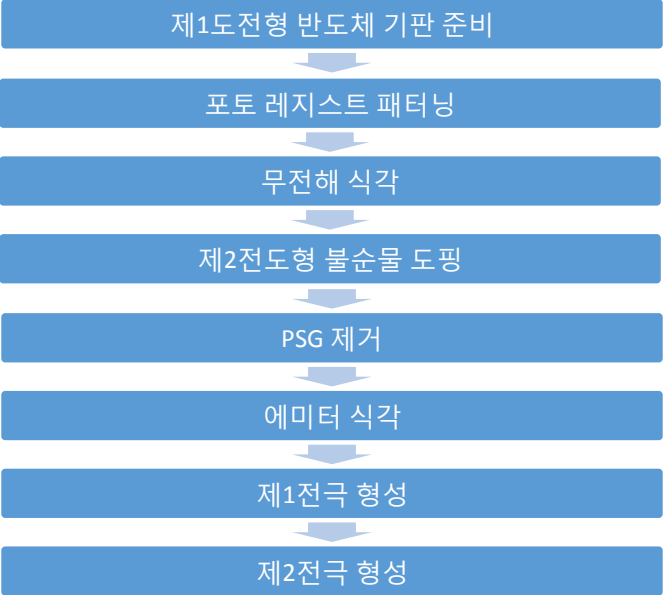 제1도전형 반도체 기판 준비
포토 레지스트 패터닝
무전해 식각
제2전도형 불순물 도핑
PSG 제거
에미터 식각
제1전극 형성
제2전극 형성